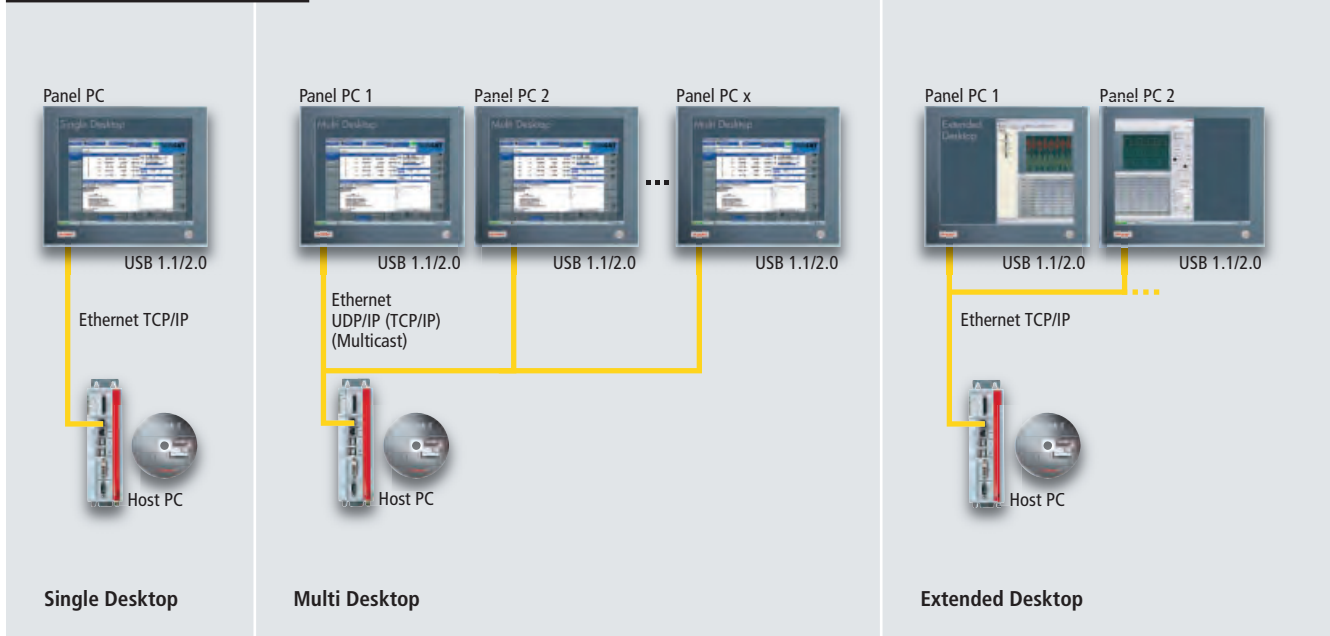 Panel PC
Single Desktop
USB 1.1/2.0
Ethernet TCP/IP
Host PC
Single Desktop
Panel PC 1
Panel PC 2
Panel PC x
Multi Desktop
Multi Desktop
Multi Desktop
...
USB 1.1/2.0
USB 1.1/2.0
USB 1.1/2.0
Ethernet
UDP/IP (TCP/IP)
(Multicast)
Host PC
Multi Desktop
Panel PC 1
Panel PC 2
Extended
Desktop
USB 1.1/2.0
USB 1.1/2.0
Ethernet TCP/IP
Host PC
Extended Desktop